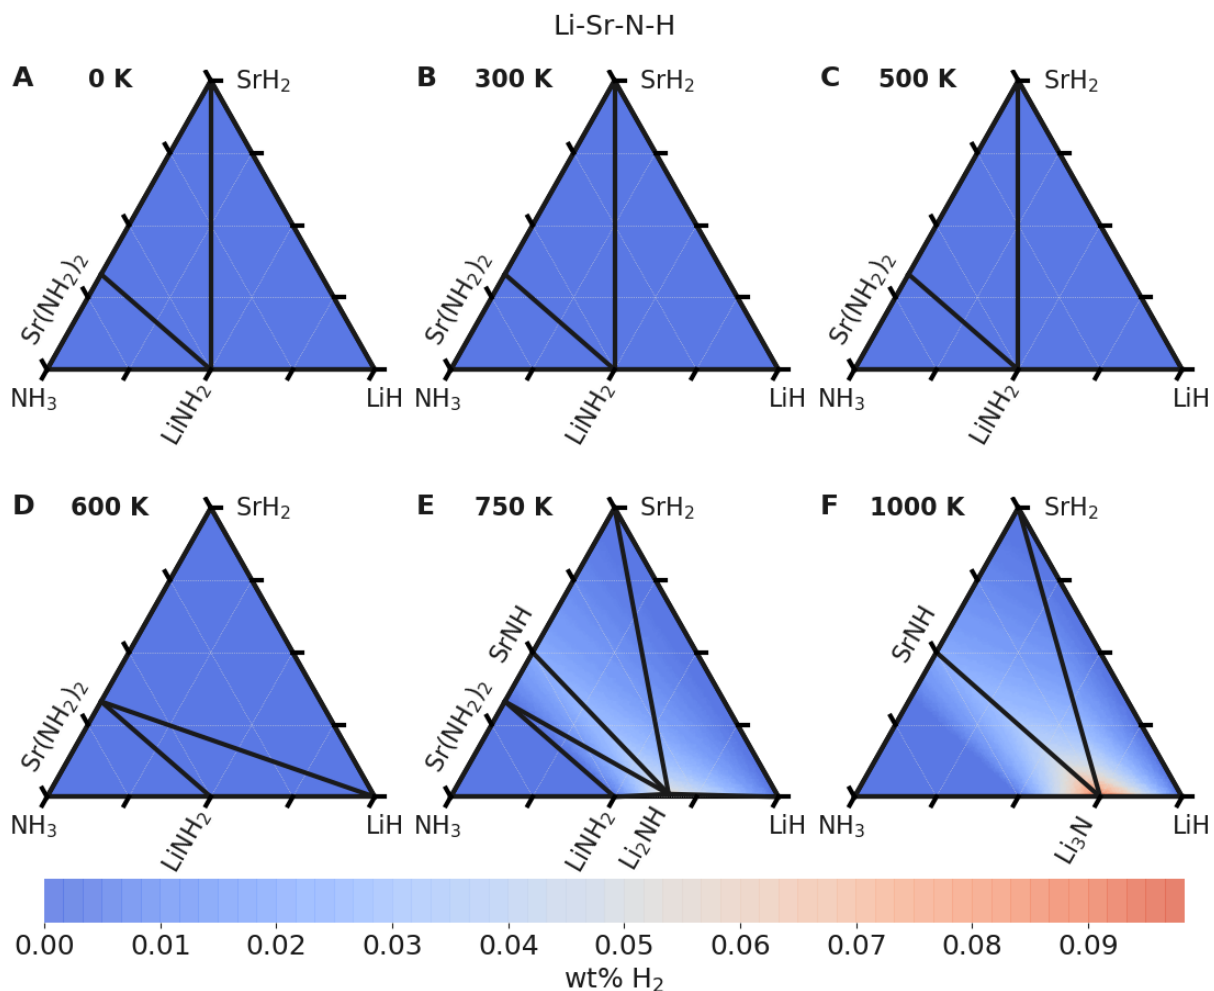 Li-Sr-N-H
A 0 K SrH₂
B 300 K SrH₂
C 500 K SrH₂
Sr(NH₂)₂
Sr(NH₂)₂
Sr(NH₂)₂
NH₃ LiNH₂ LiH
NH₃ LiNH₂ LiH
NH₃ LiNH₂ LiH
D 600 K SrH₂
E 750 K SrH₂
F 1000 K SrH₂
Sr(NH₂)₂
SrNH
Sr(NH₂)₂
SrNH
NH₃ LiNH₂ LiH
NH₃ LiNH₂ Li₂NH LiH
NH₃ Li₃N LiH
0.00 0.01 0.02 0.03 0.04 0.05 0.06 0.07 0.08 0.09
wt% H₂